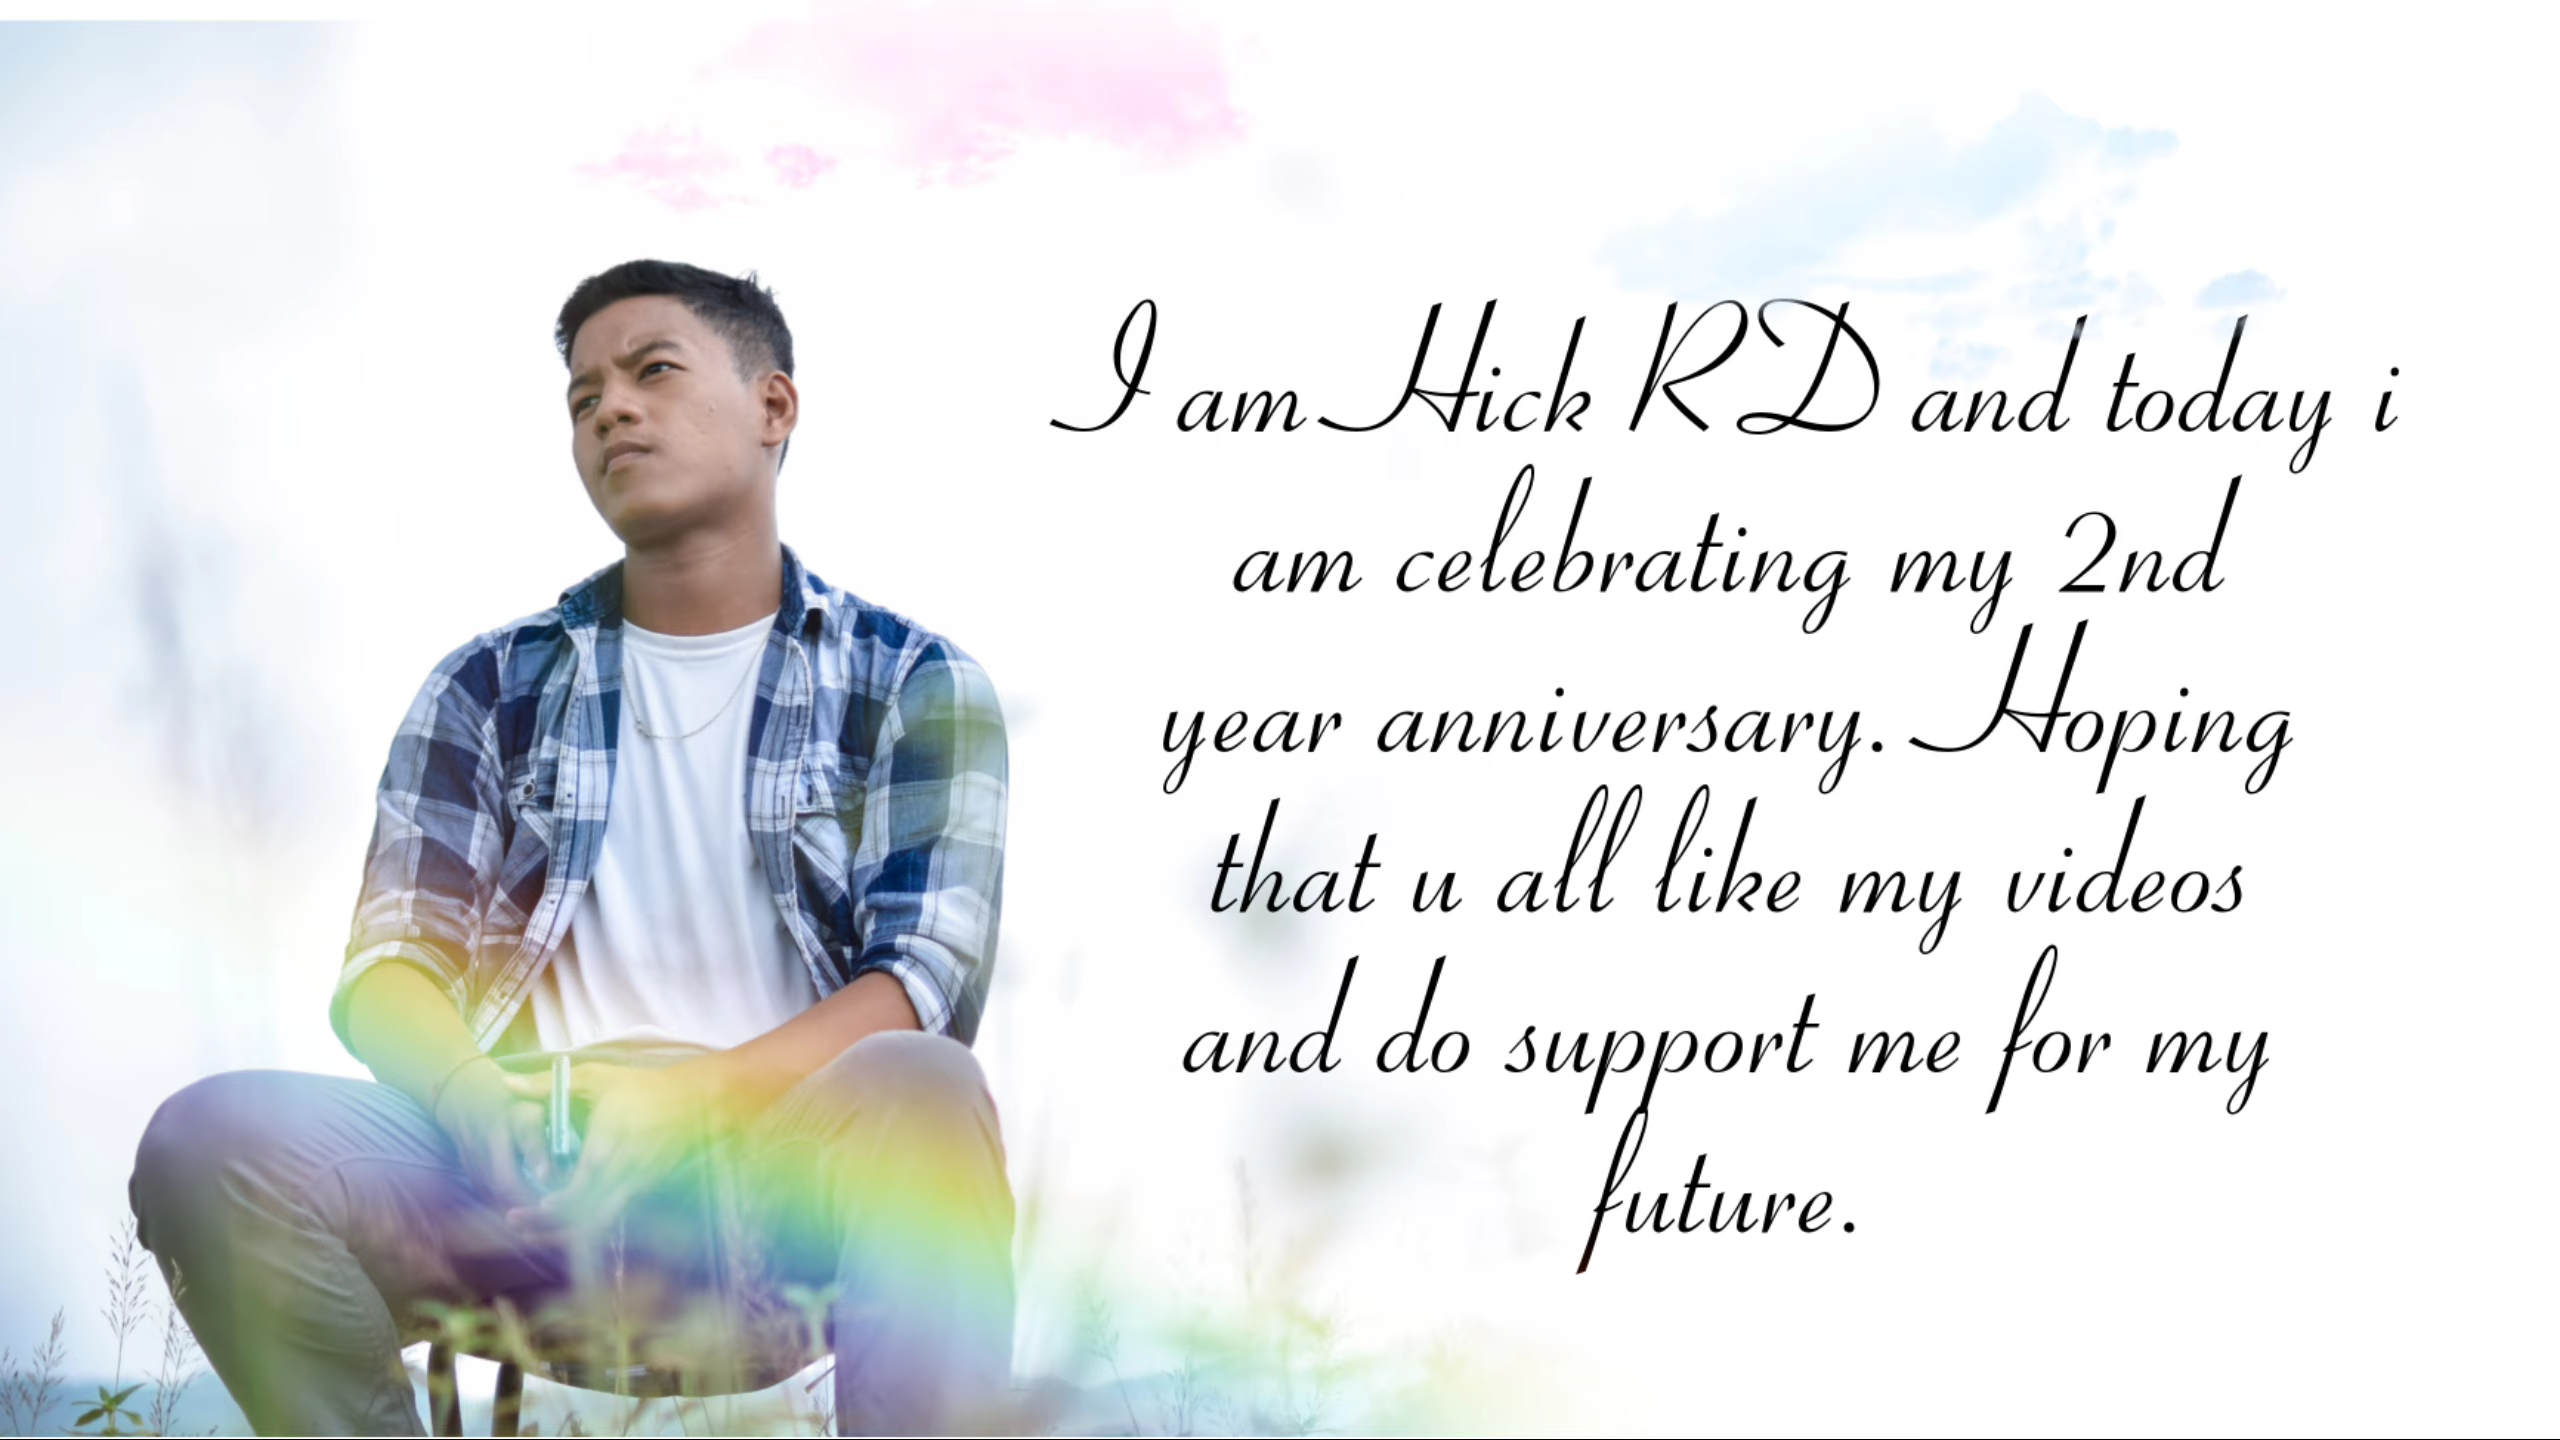 I am Hick RD and today i
am celebrating my 2nd
year anniversary. Hoping
that u all like my videos
and do support me for my
future.